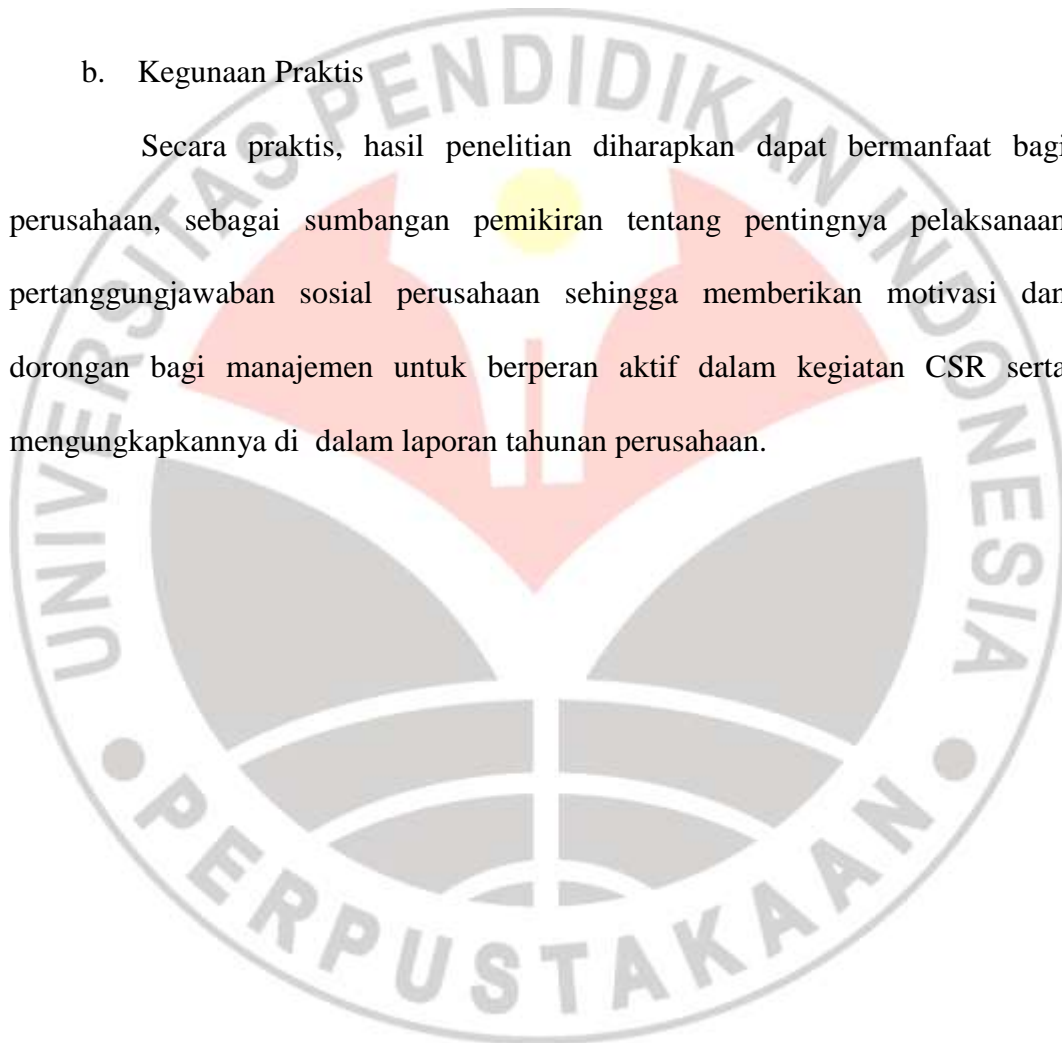 b. Kegunaan Praktis
Secara praktis, hasil penelitian diharapkan dapat bermanfaat bagi
perusahaan, sebagai sumbangan pemikiran tentang pentingnya pelaksanaan
pertanggungjawaban sosial perusahaan sehingga memberikan motivasi dan
dorongan bagi manajemen untuk berperan aktif dalam kegiatan CSR serta
mengungkapkannya di dalam laporan tahunan perusahaan.
UNIVERSITAS PENDIDIKAN INDONESIA
PERPUSTAKAAN